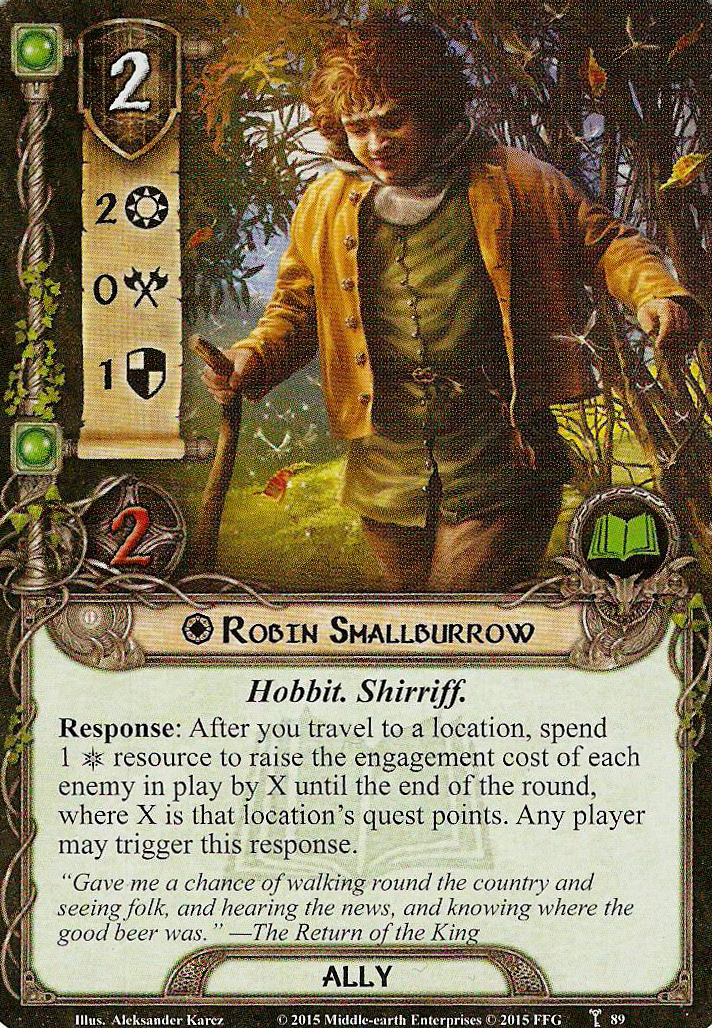 2
2
0
1
2
Robin Smallburrow
Hobbit. Shirriff.
Response: After you travel to a location, spend
1 resource to raise the engagement cost of each
enemy in play by X until the end of the round,
where X is that location's quest points. Any player
may trigger this response.
"Gave me a chance of walking round the country and
seeing folk, and hearing the news, and knowing where the
good beer was." —The Return of the King
ALLY
Illus. Aleksander Karcz © 2015 Middle-earth Enterprises © 2015 FFG 89